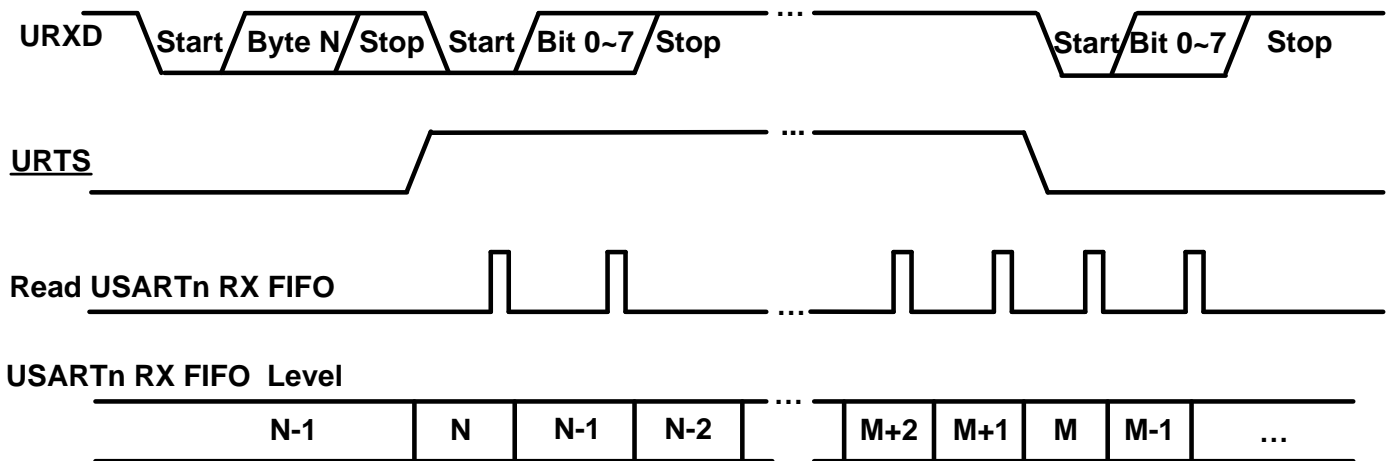 URXD Start Byte N Stop Start Bit 0~7 Stop ... Start Bit 0~7 Stop
URTS ...
Read USARTn RX FIFO ...
USARTn RX FIFO Level
N-1 N N-1 N-2 ... M+2 M+1 M M-1 ...